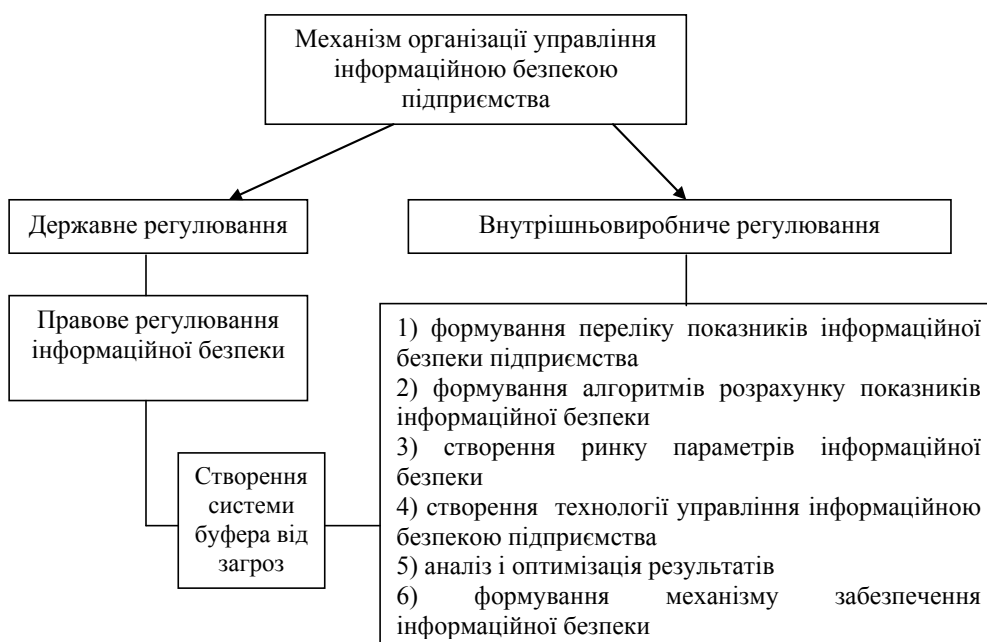 Механізм організації управління
інформаційною безпекою
підприємства
Державне регулювання
Внутрішньовиробниче регулювання
Правове регулювання
інформаційної безпеки
Створення
системи
буфера від
загроз
1) формування переліку показників інформаційної
безпеки підприємства
2) формування алгоритмів розрахунку показників
інформаційної безпеки
3) створення ринку параметрів інформаційної
безпеки
4) створення технології управління інформаційною
безпекою підприємства
5) аналіз і оптимізація результатів
6) формування механізму забезпечення
інформаційної безпеки